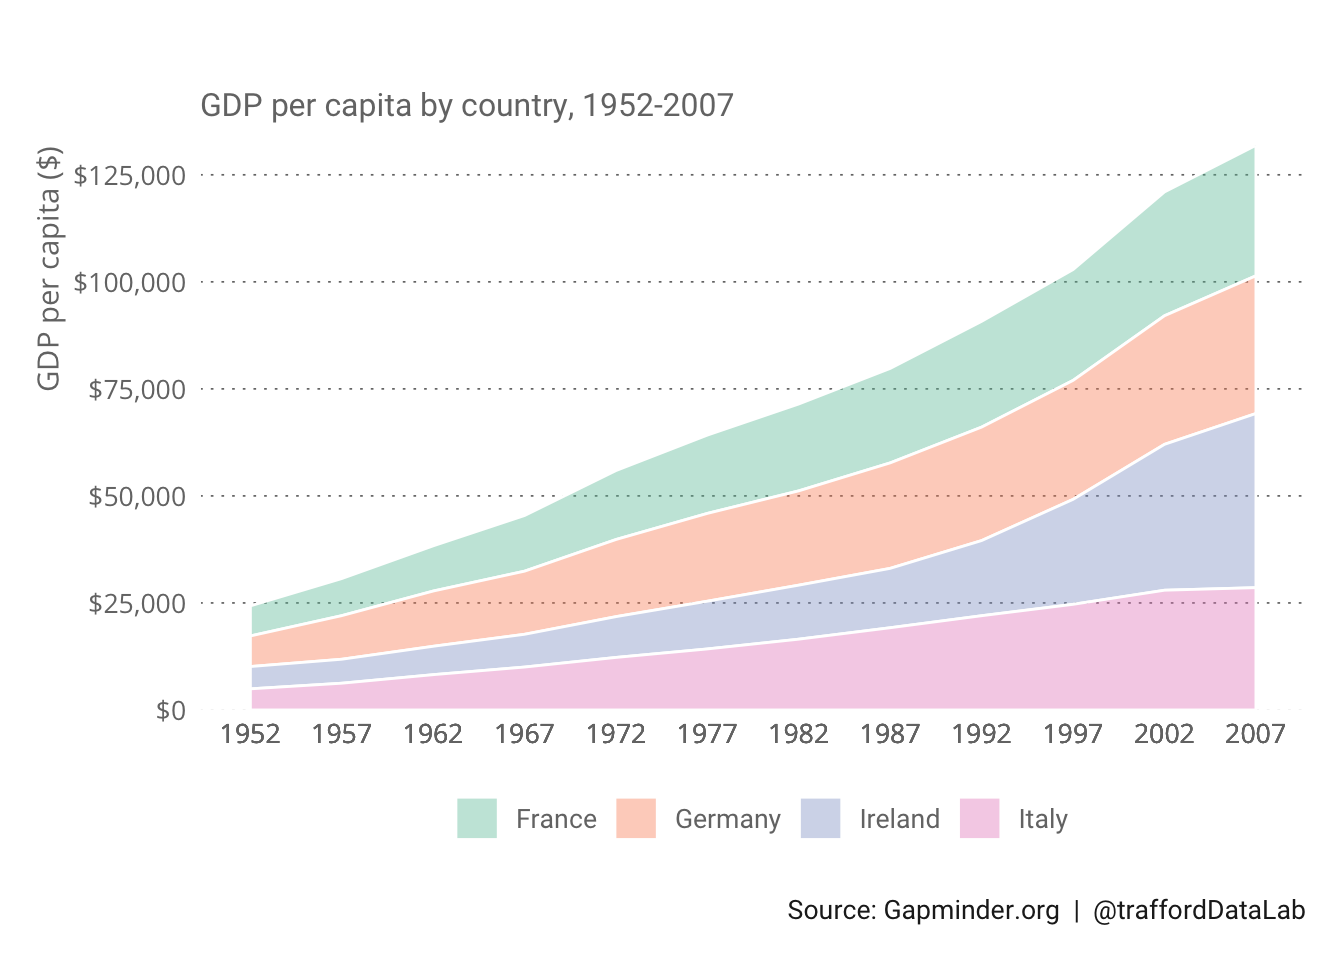 GDP per capita by country, 1952-2007
GDP per capita ($)
$125,000
$100,000
$75,000
$50,000
$25,000
$0
1952 1957 1962 1967 1972 1977 1982 1987 1992 1997 2002 2007
France Germany Ireland Italy
Source: Gapminder.org | @traffordDataLab